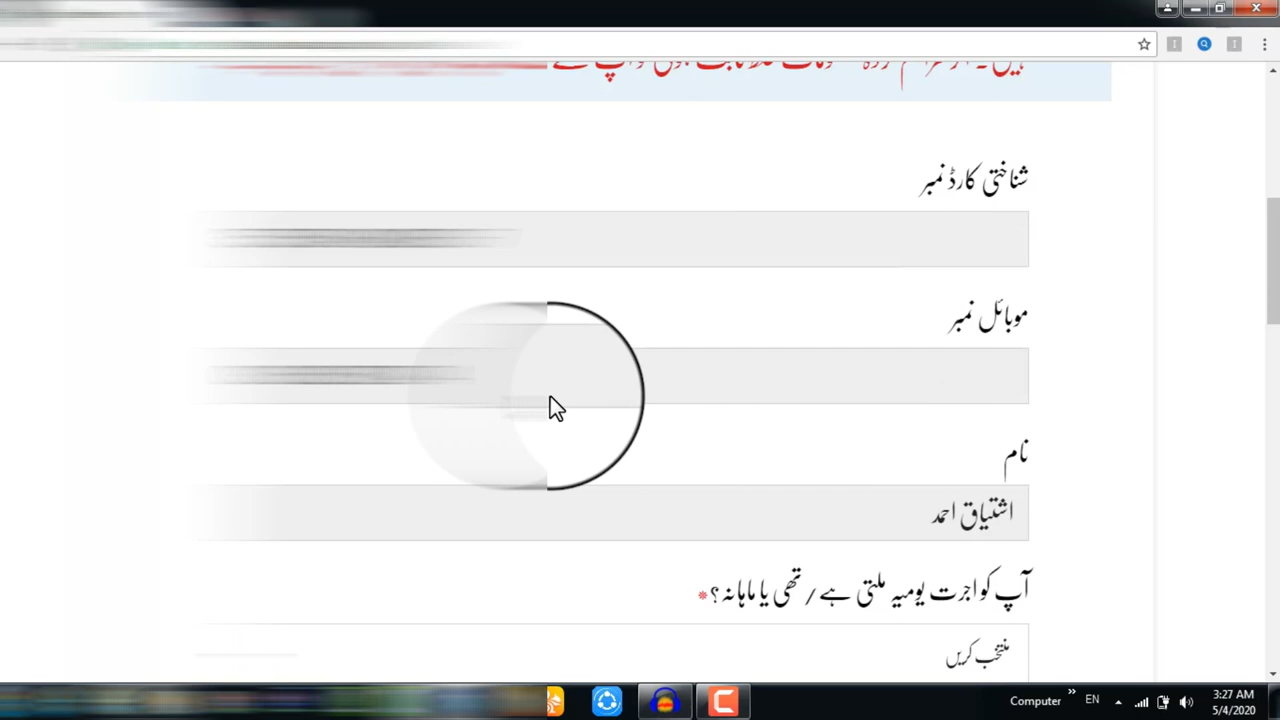 شناختی کارڈ نمبر
موبائل نمبر
نام
اشتیاق احمد
آپ کو اجرت یومیہ ملتی ہے/تھی یا ماہانہ؟*
منتخب کریں
Computer
EN
3:27 AM
5/4/2020